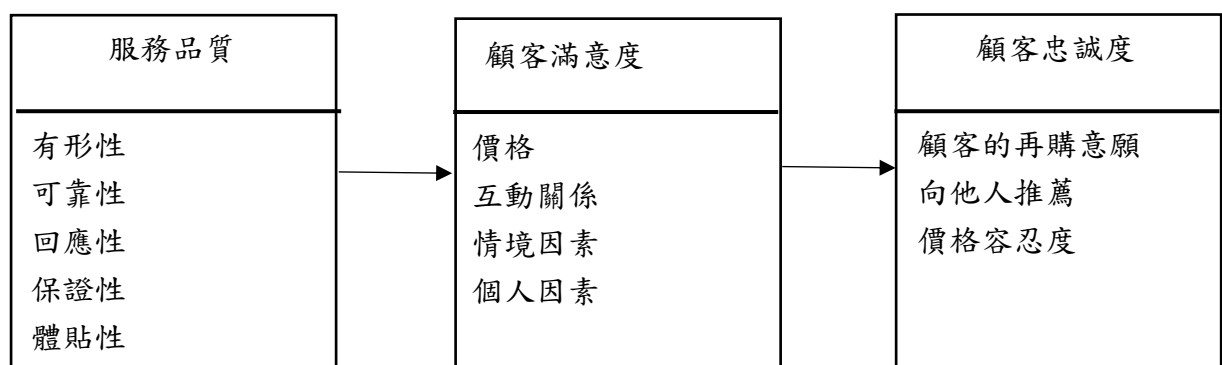 服務品質
有形性
可靠性
回應性
保證性
體貼性
顧客滿意度
價格
互動關係
情境因素
個人因素
顧客忠誠度
顧客的再購意願
向他人推薦
價格容忍度